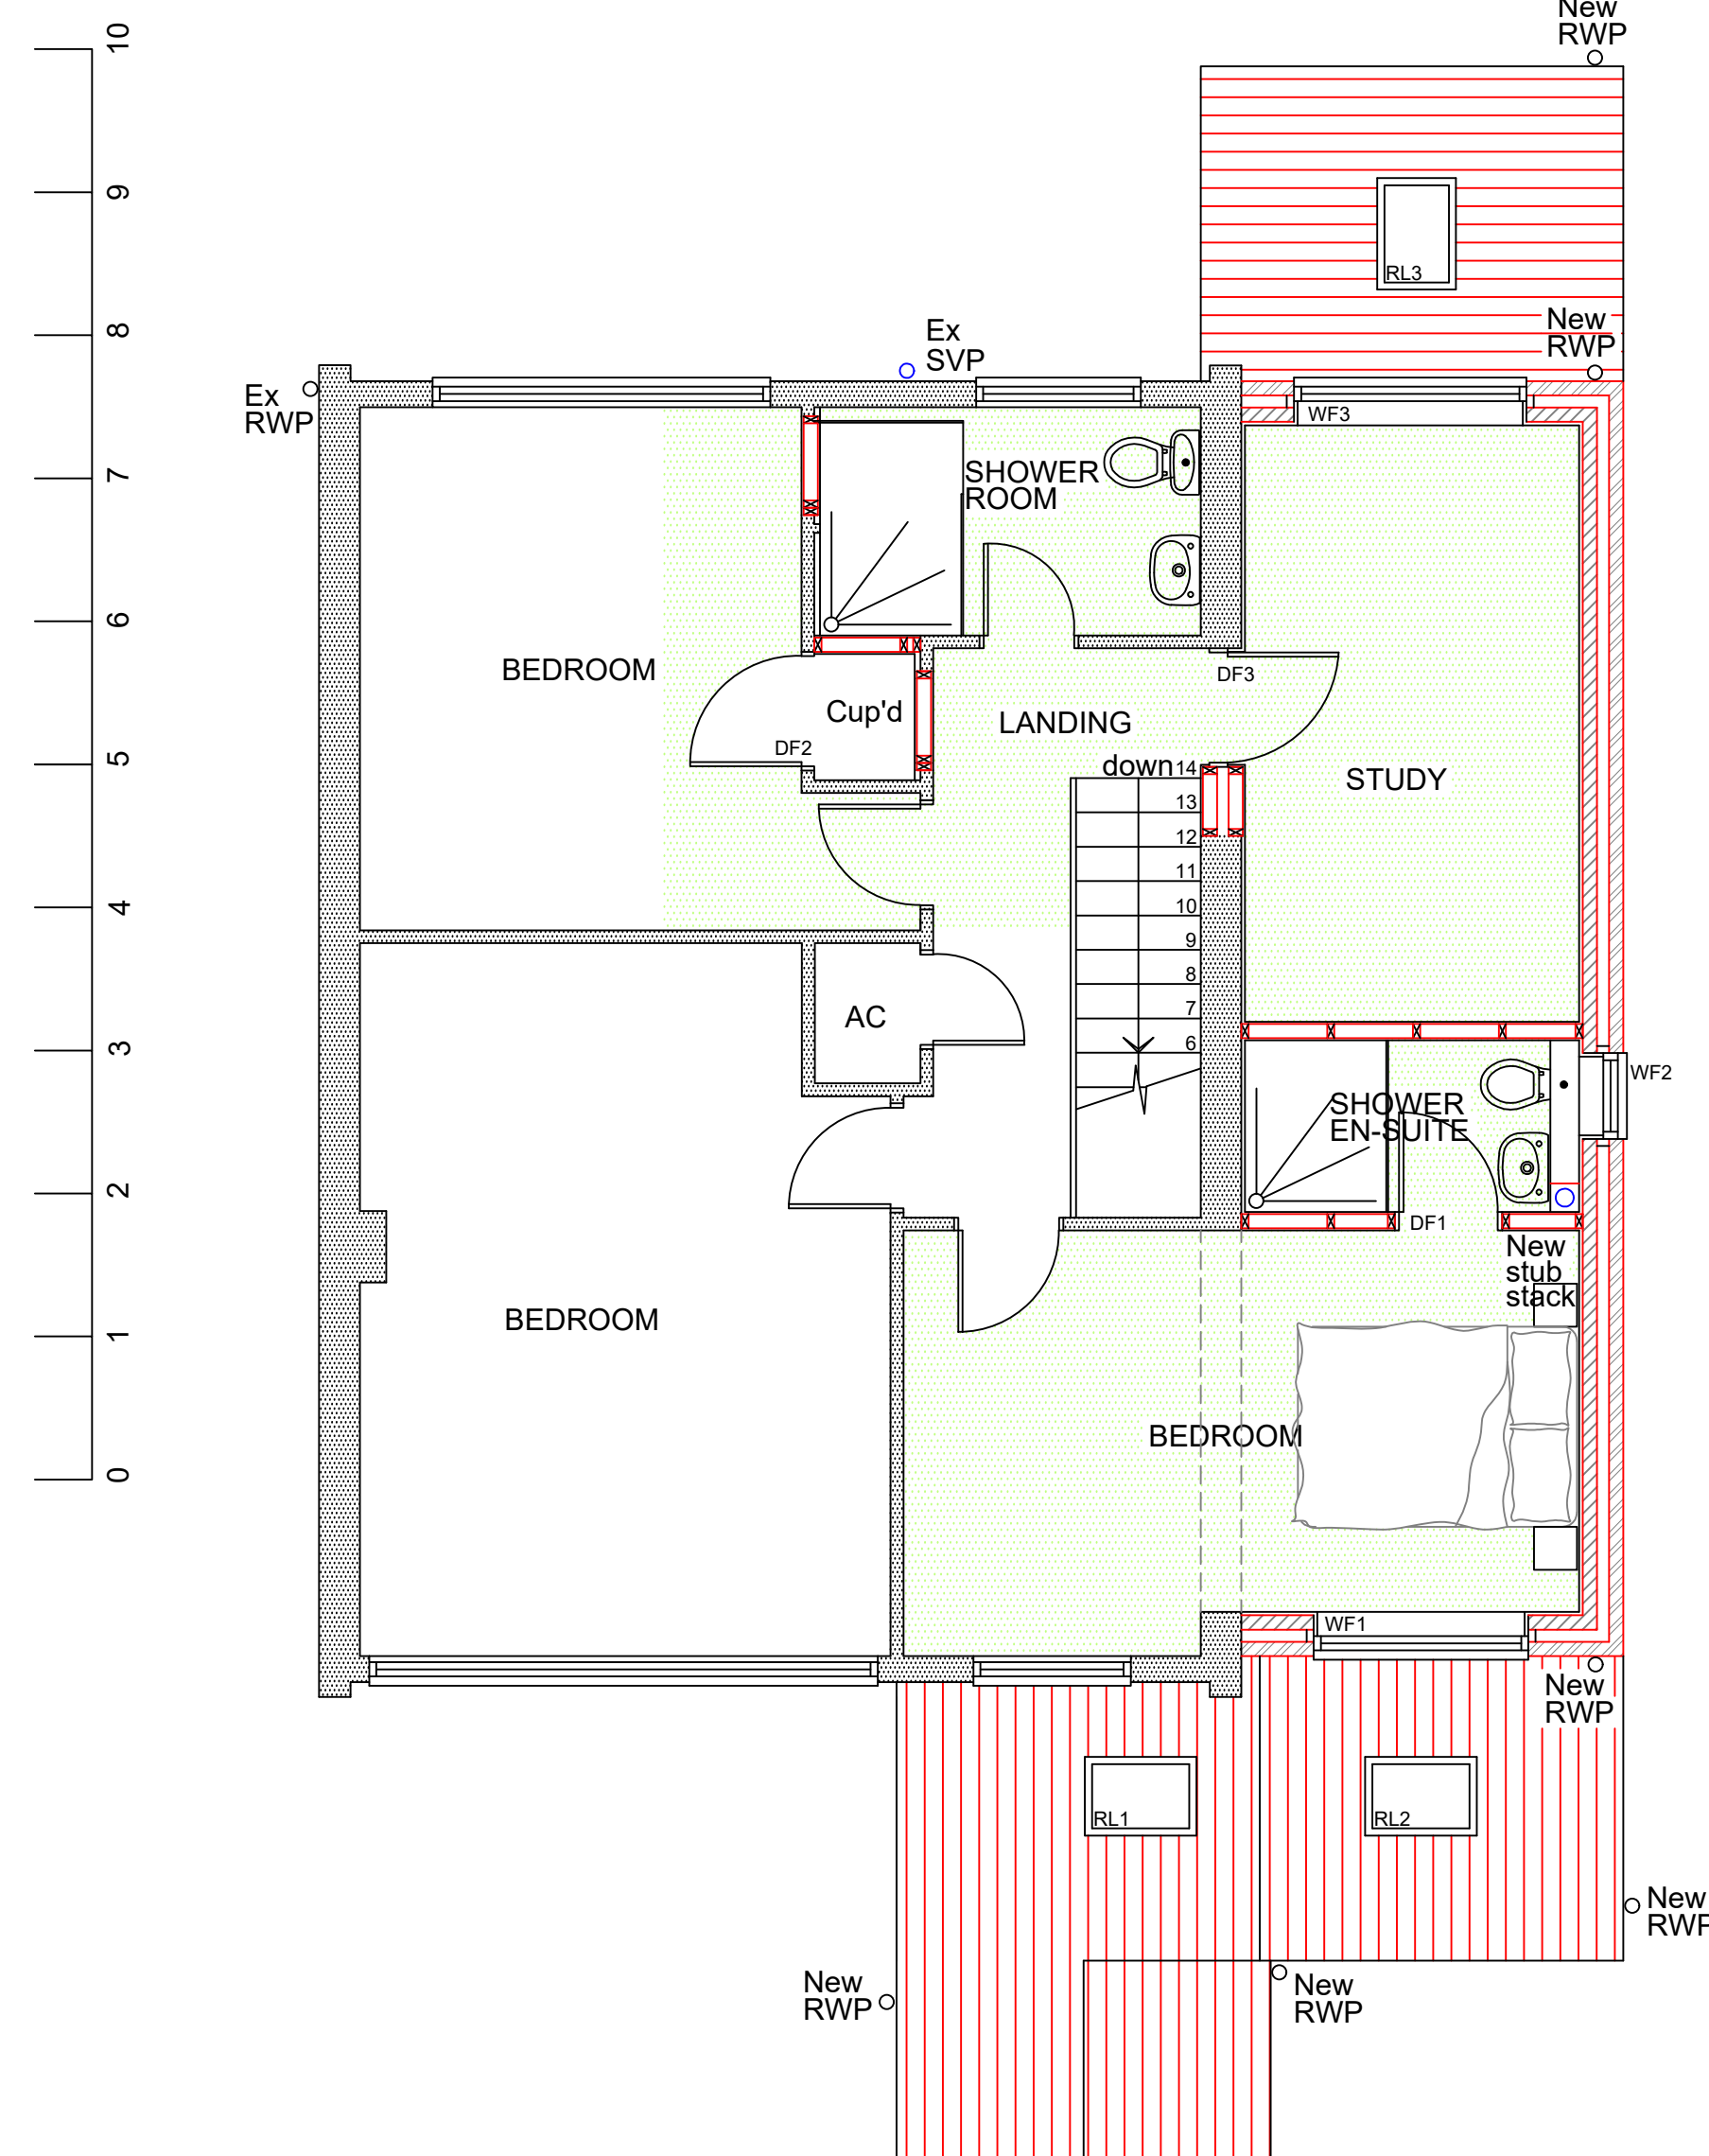 New
RWP
10
9
RL3
New
RWP
8
Ex
SVP
Ex
RWP
WF3
7
SHOWER
ROOM
6
BEDROOM
DF3
Cup'd
LANDING
DF2
5
down
14
STUDY
13
12
11
10
4
9
8
7
6
AC
3
WF2
SHOWER
EN-SUITE
2
DF1
New
stub
stack
1
BEDROOM
BEDROOM
0
WF1
New
RWP
RL1
RL2
New
RWP
New
RWP
New
RWP